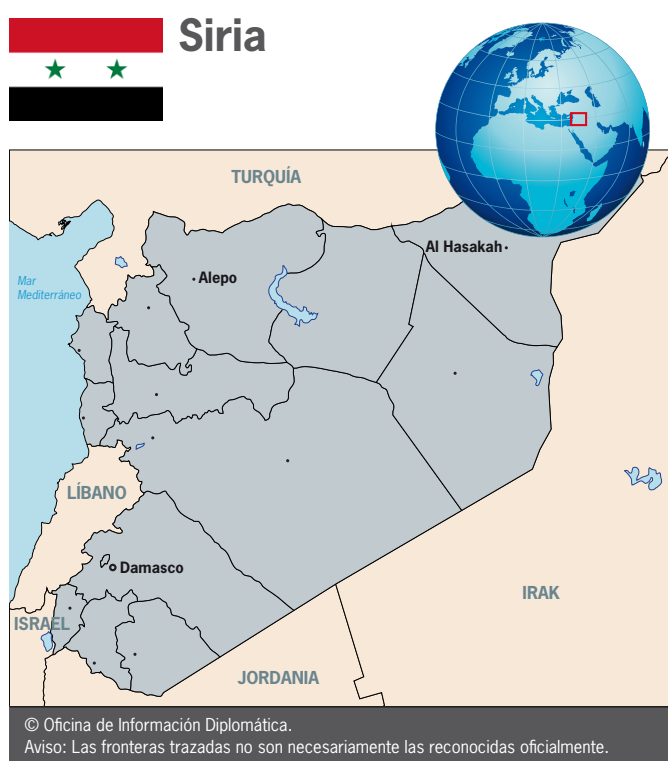 Siria
TURQUÍA
Al Hasakah
Alepo
Mar
Mediterráneo
LÍBANO
Damasco
IRAK
ISRAEL
JORDANIA
© Oficina de Información Diplomática.
Aviso: Las fronteras trazadas no son necesariamente las reconocidas oficialmente.